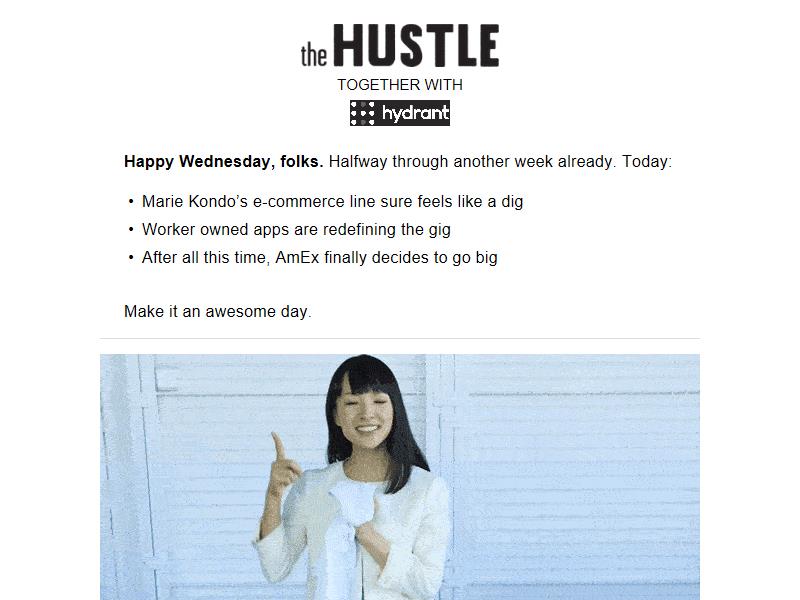 the HUSTLE
TOGETHER WITH
hydrant
Happy Wednesday, folks. Halfway through another week already. Today:
• Marie Kondo’s e-commerce line sure feels like a dig
• Worker owned apps are redefining the gig
• After all this time, AmEx finally decides to go big
Make it an awesome day.